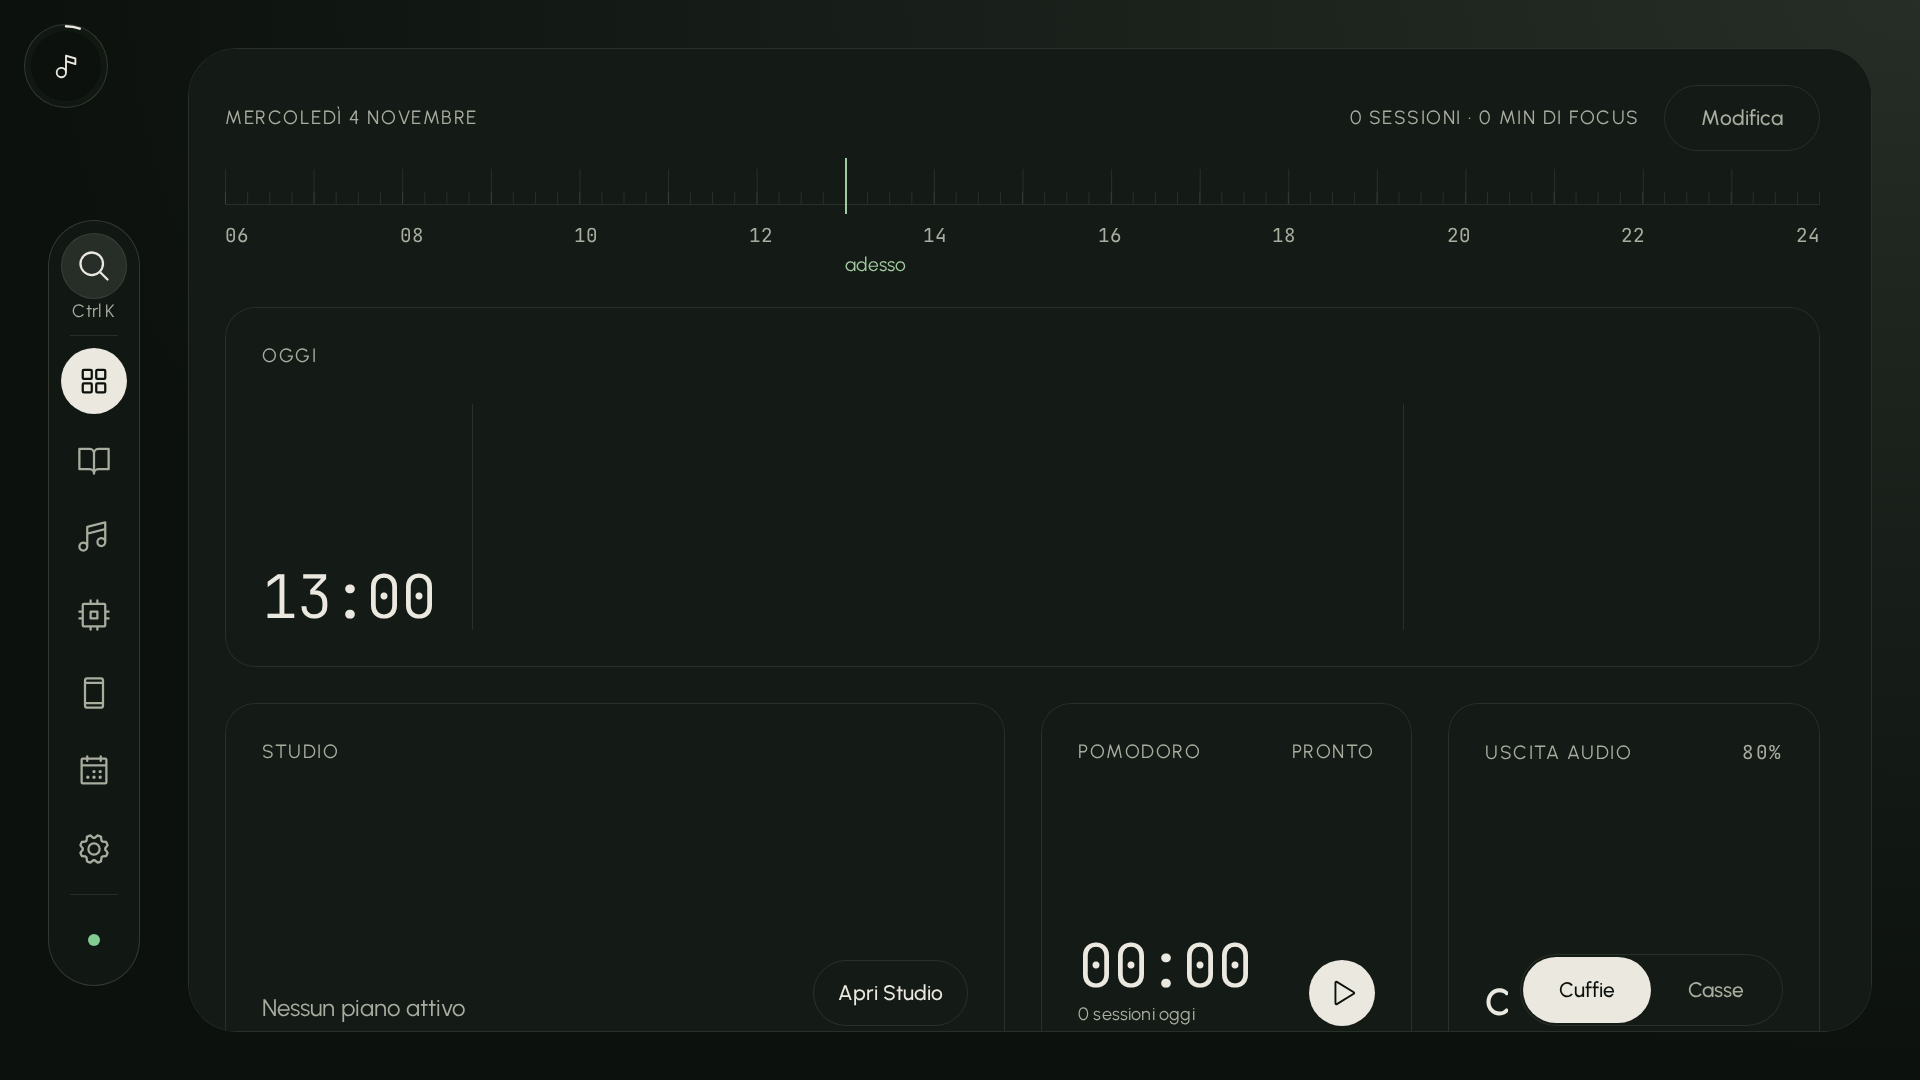 MERCOLEDÌ 4 NOVEMBRE
0 SESSIONI · 0 MIN DI FOCUS
Modifica
06 08 10 12 14 16 18 20 22 24
adesso
Ctrl K
OGGI
13:00
STUDIO
Nessun piano attivo
Apri Studio
POMODORO PRONTO
00:00
0 sessioni oggi
USCITA AUDIO 80%
C
Cuffie Casse